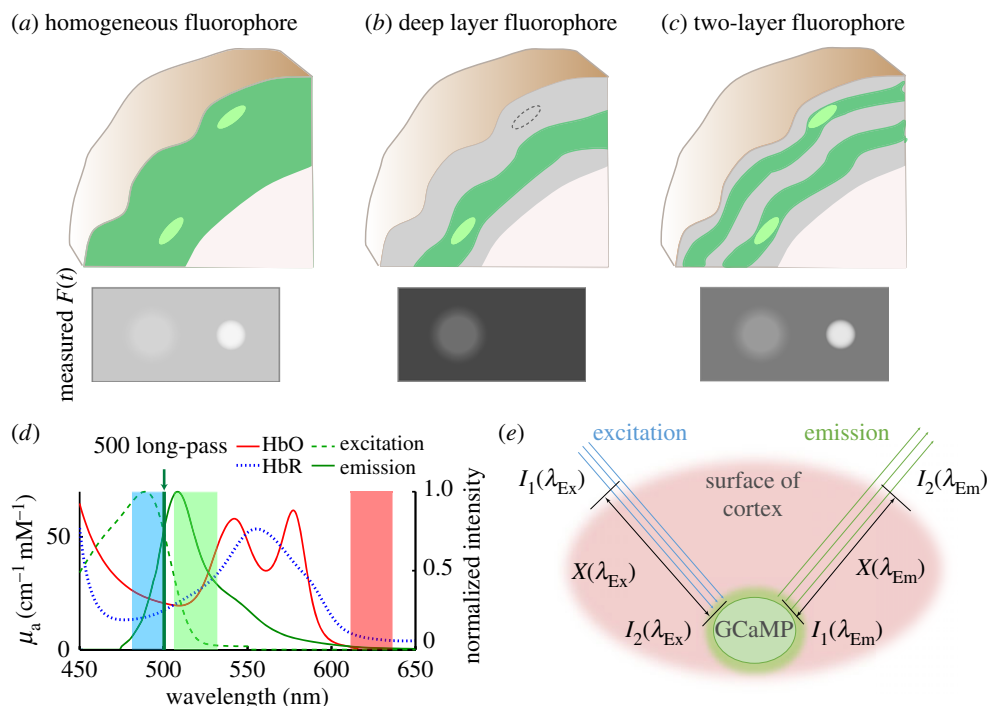 (a) homogeneous fluorophore
(b) deep layer fluorophore
(c) two-layer fluorophore
measured F(t)
(d)
500 long-pass
HbO
HbR
excitation
emission
μa (cm–1 mM–1)
50
0
1.0
0.5
0
normalized intensity
450
500
550
600
650
wavelength (nm)
(e)
excitation
emission
I1(λEx)
I2(λEm)
surface of
cortex
X(λEx)
X(λEm)
I2(λEx)
GCaMP
I1(λEm)